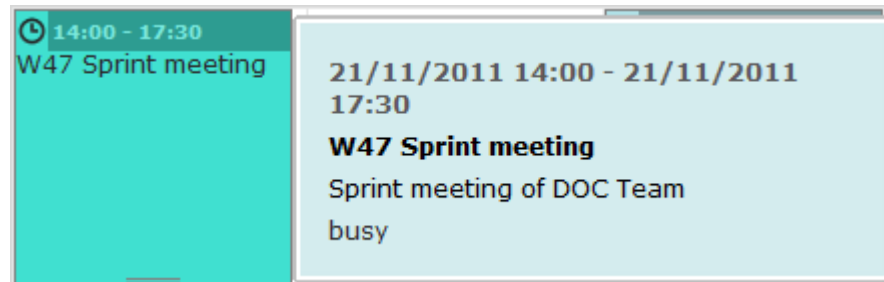 14:00 - 17:30
W47 Sprint meeting
21/11/2011 14:00 - 21/11/2011
17:30
W47 Sprint meeting
Sprint meeting of DOC Team
busy